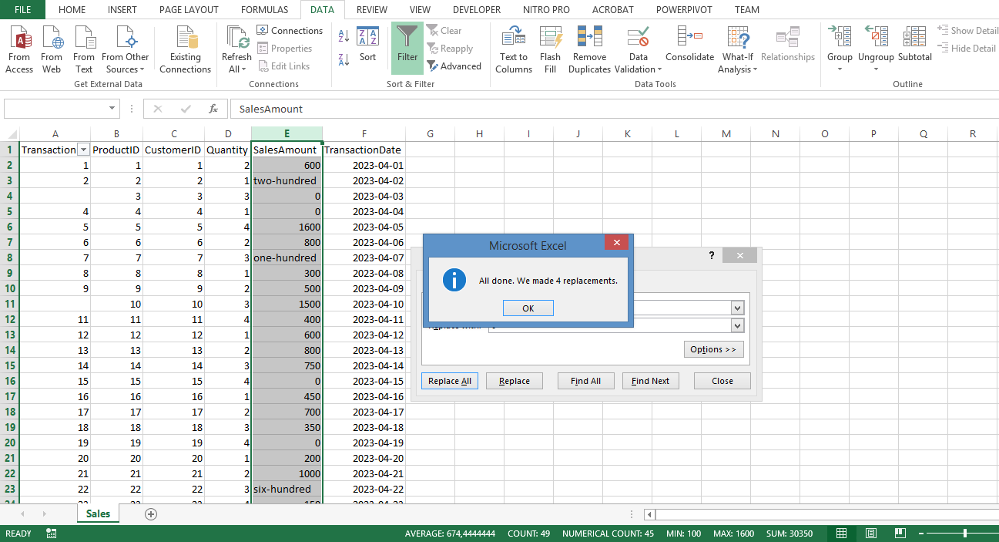 FILE HOME INSERT PAGE LAYOUT FORMULAS DATA REVIEW VIEW DEVELOPER NITRO PRO ACROBAT POWERPIVOT TEAM
From Access
From Web
From Text
From Other Sources
Existing Connections
Get External Data
Refresh All
Connections
Properties
Edit Links
Connections
A Z
Z A
Z A A Z
Sort
Filter
Clear
Reapply
Advanced
Sort & Filter
Text to Columns
Flash Fill
Remove Duplicates
Data Validation
Consolidate
What-If Analysis
Relationships
Data Tools
Group
Ungroup
Subtotal
Show Detail
Hide Detail
Outline
fx SalesAmount
A B C D E F G H I J K L M N O P Q R
1 Transaction ProductID CustomerID Quantity SalesAmount TransactionDate
2 1 1 1 2 600 2023-04-01
3 2 2 2 1 two-hundred 2023-04-02
4 3 3 3 0 2023-04-03
5 4 4 4 1 0 2023-04-04
6 5 5 5 4 1600 2023-04-05
7 6 6 6 2 800 2023-04-06
8 7 7 7 3 one-hundred 2023-04-07
9 8 8 8 1 300 2023-04-08
10 9 9 9 2 500 2023-04-09
11 10 10 3 1500 2023-04-10
12 11 11 11 4 400 2023-04-11
13 12 12 12 1 600 2023-04-12
14 13 13 13 2 800 2023-04-13
15 14 14 14 3 750 2023-04-14
16 15 15 15 4 0 2023-04-15
17 16 16 16 1 450 2023-04-16
18 17 17 17 2 700 2023-04-17
19 18 18 18 3 350 2023-04-18
20 19 19 19 4 0 2023-04-19
21 20 20 20 1 200 2023-04-20
22 21 21 21 2 1000 2023-04-21
23 22 22 22 3 six-hundred 2023-04-22
Microsoft Excel
All done. We made 4 replacements.
OK
?
Replace with:
Options >>
Replace All Replace Find All Find Next Close
Sales
READY AVERAGE: 674,4444444 COUNT: 49 NUMERICAL COUNT: 45 MIN: 100 MAX: 1600 SUM: 30350